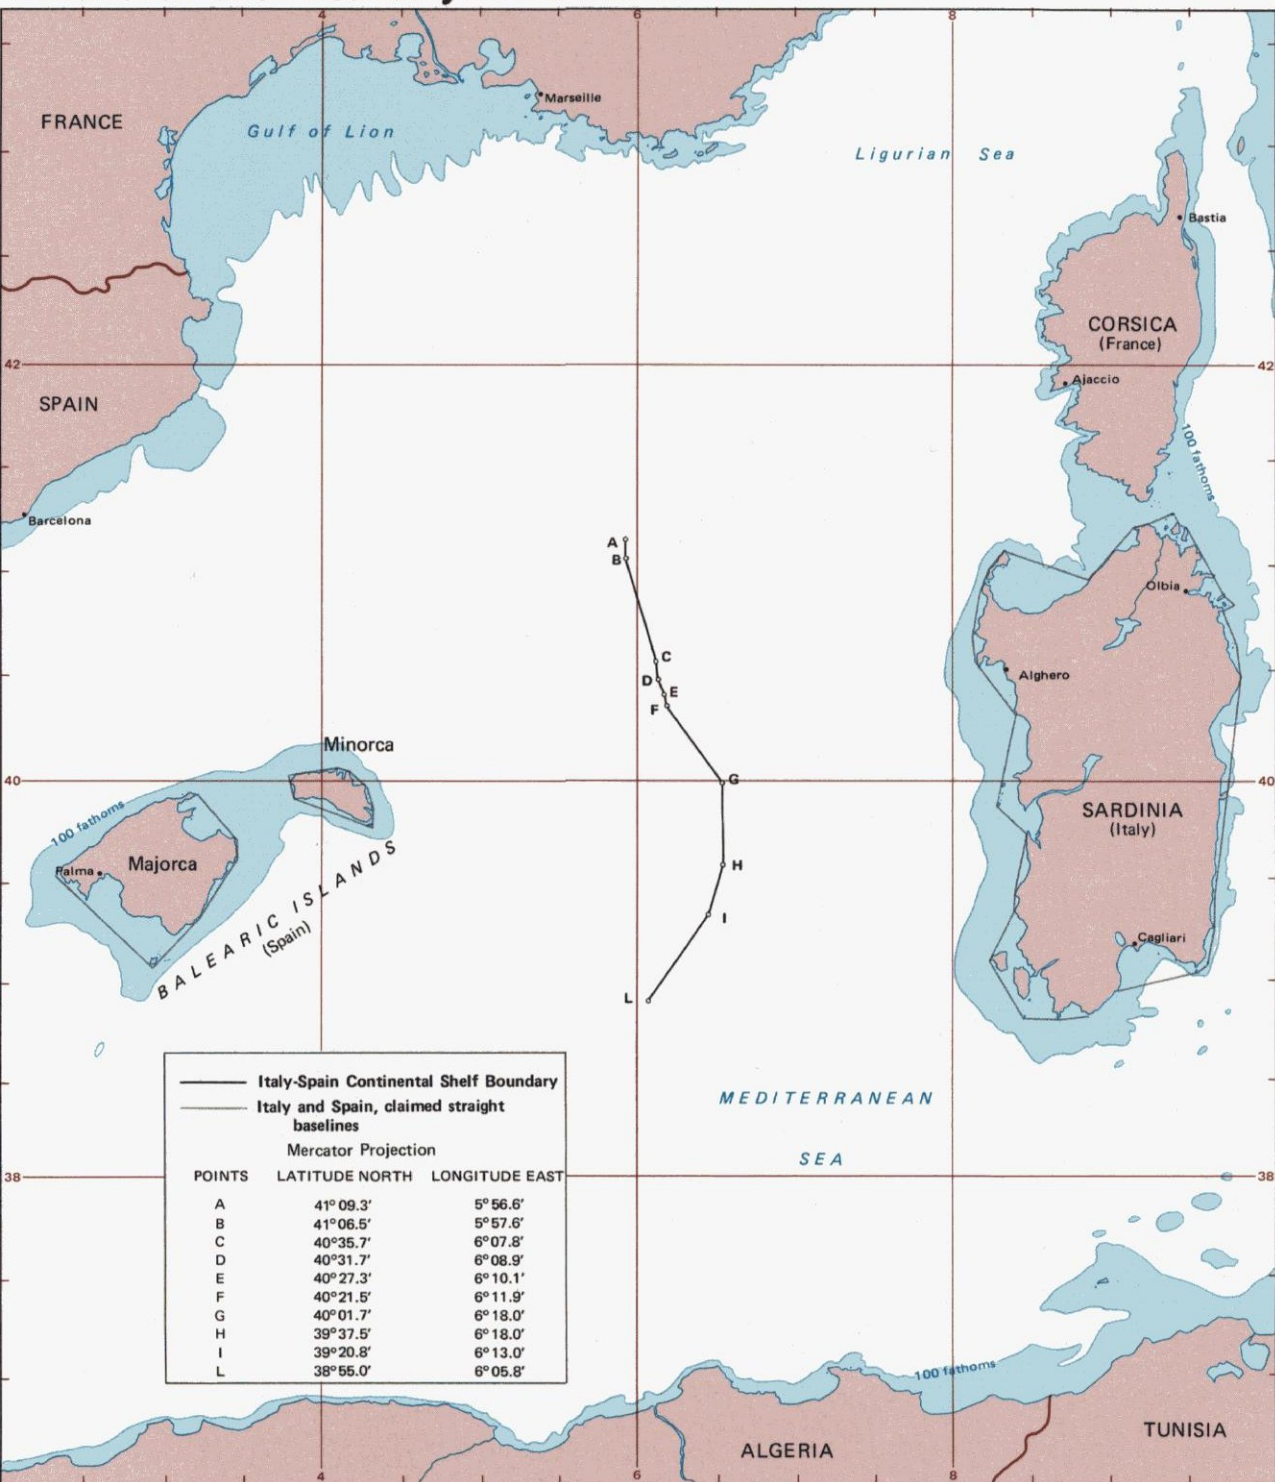 4
6
8
FRANCE
Gulf of Lion
Marseille
Ligurian Sea
Bastia
CORSICA
(France)
42
42
Ajaccio
SPAIN
100 fathoms
Barcelona
A
B
Olbia
C
D
E
F
Alghero
Minorca
40
G
40
100 fathoms
SARDINIA
(Italy)
Majorca
Palma
H
BALEARIC ISLANDS
(Spain)
I
Cagliari
L
Italy-Spain Continental Shelf Boundary
Italy and Spain, claimed straight
baselines
Mercator Projection
POINTS LATITUDE NORTH LONGITUDE EAST
A 41° 09.3' 5° 56.6'
B 41° 06.5' 5° 57.6'
C 40° 35.7' 6° 07.8'
D 40° 31.7' 6° 08.9'
E 40° 27.3' 6° 10.1'
F 40° 21.5' 6° 11.9'
G 40° 01.7' 6° 18.0'
H 39° 37.5' 6° 18.0'
I 39° 20.8' 6° 13.0'
L 38° 55.0' 6° 05.8'
MEDITERRANEAN
SEA
38
38
100 fathoms
ALGERIA
TUNISIA
4
6
8